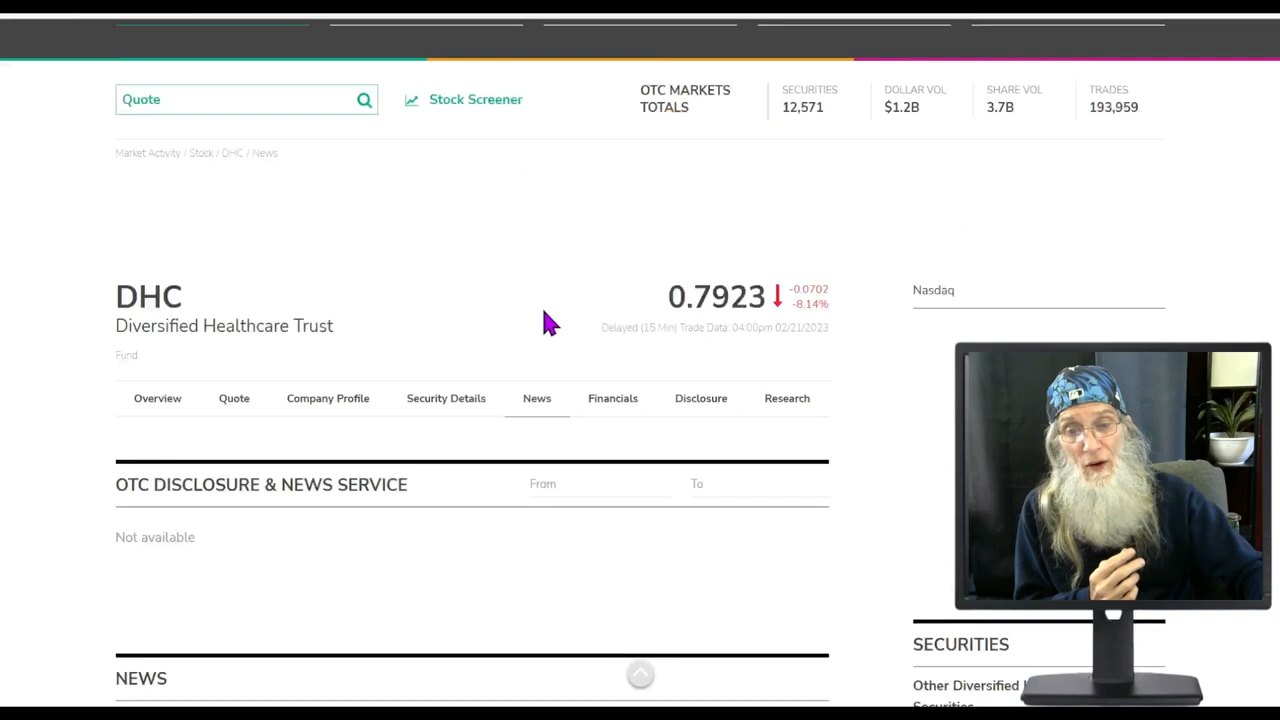 Quote
Stock Screener
OTC MARKETS
TOTALS
SECURITIES
12,571
DOLLAR VOL
$1.2B
SHARE VOL
3.7B
TRADES
193,959
Market Activity / Stock / DHC / News
DHC
0.7923
-0.0702
-8.14%
Diversified Healthcare Trust
Delayed (15 Min) Trade Data: 04:00pm 02/21/2023
Fund
Nasdaq
Overview
Quote
Company Profile
Security Details
News
Financials
Disclosure
Research
OTC DISCLOSURE & NEWS SERVICE
From
To
Not available
NEWS
SECURITIES
Other Diversified
Securities